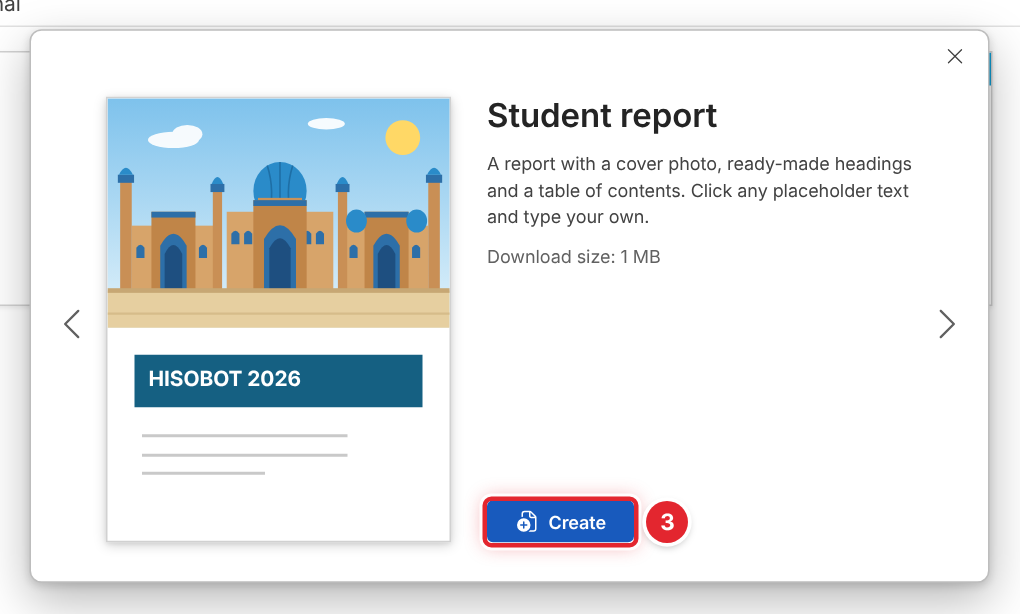 Student report
A report with a cover photo, ready-made headings
and a table of contents. Click any placeholder text
and type your own.
Download size: 1 MB
HISOBOT 2026
Create
3